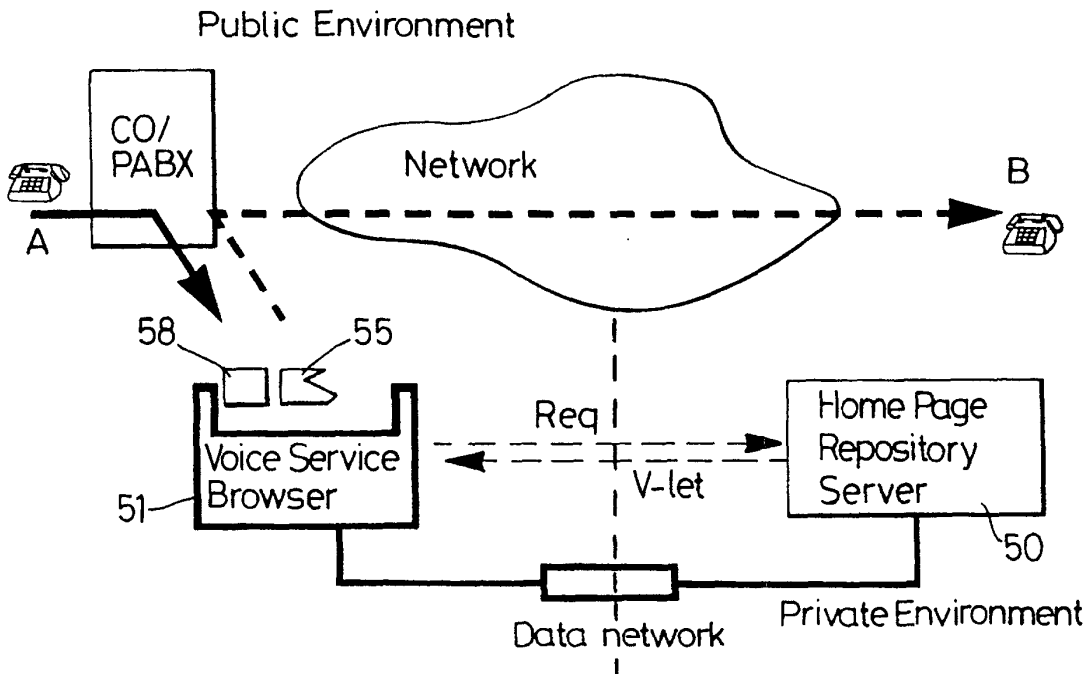 Public Environment
CO/
PABX
Network
A
B
58
55
Voice Service
Browser
51
Req
V-let
Home Page
Repository
Server
50
Private Environment
Data network